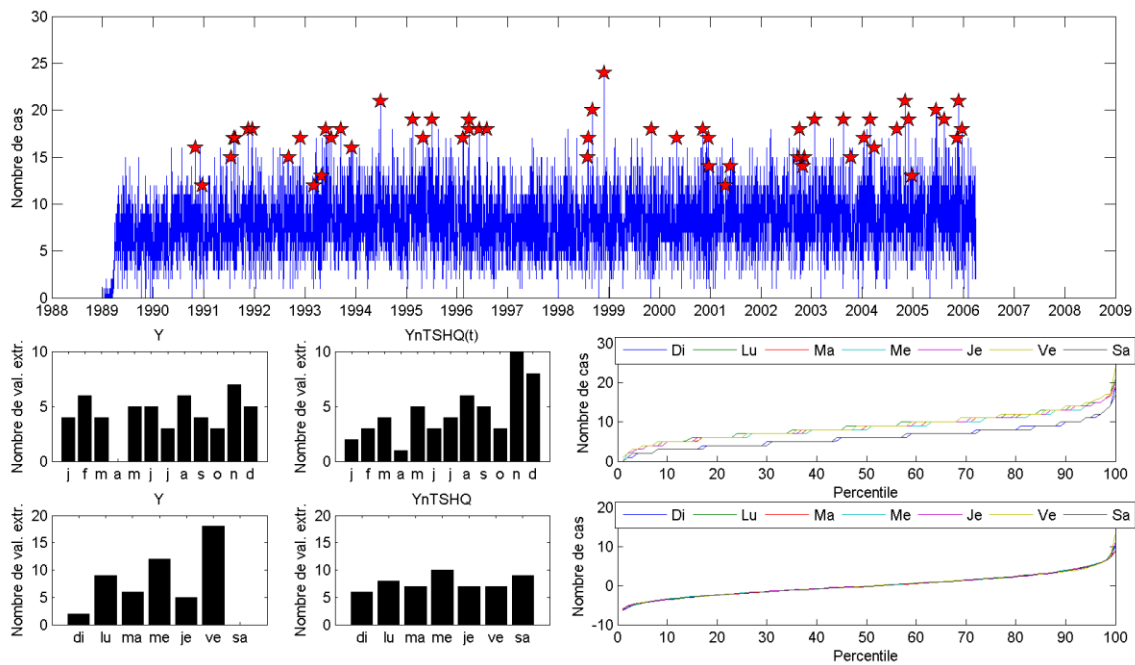 Nombre de cas
30
25
20
15
10
5
0
1988 1989 1990 1991 1992 1993 1994 1995 1996 1997 1998 1999 2000 2001 2002 2003 2004 2005 2006 2007 2008 2009
Y
Nombre de val. extr.
10
5
0
j f m a m j j a s o n d
YnTSHQ(t)
Nombre de val. extr.
10
5
0
j f m a m j j a s o n d
Di Lu Ma Me Je Ve Sa
Nombre de cas
30
20
10
0
0 10 20 30 40 50 60 70 80 90 100
Percentile
Y
Nombre de val. extr.
20
15
10
5
0
di lu ma me je ve sa
YnTSHQ
Nombre de val. extr.
20
15
10
5
0
di lu ma me je ve sa
Di Lu Ma Me Je Ve Sa
Nombre de cas
20
10
0
-10
0 10 20 30 40 50 60 70 80 90 100
Percentile